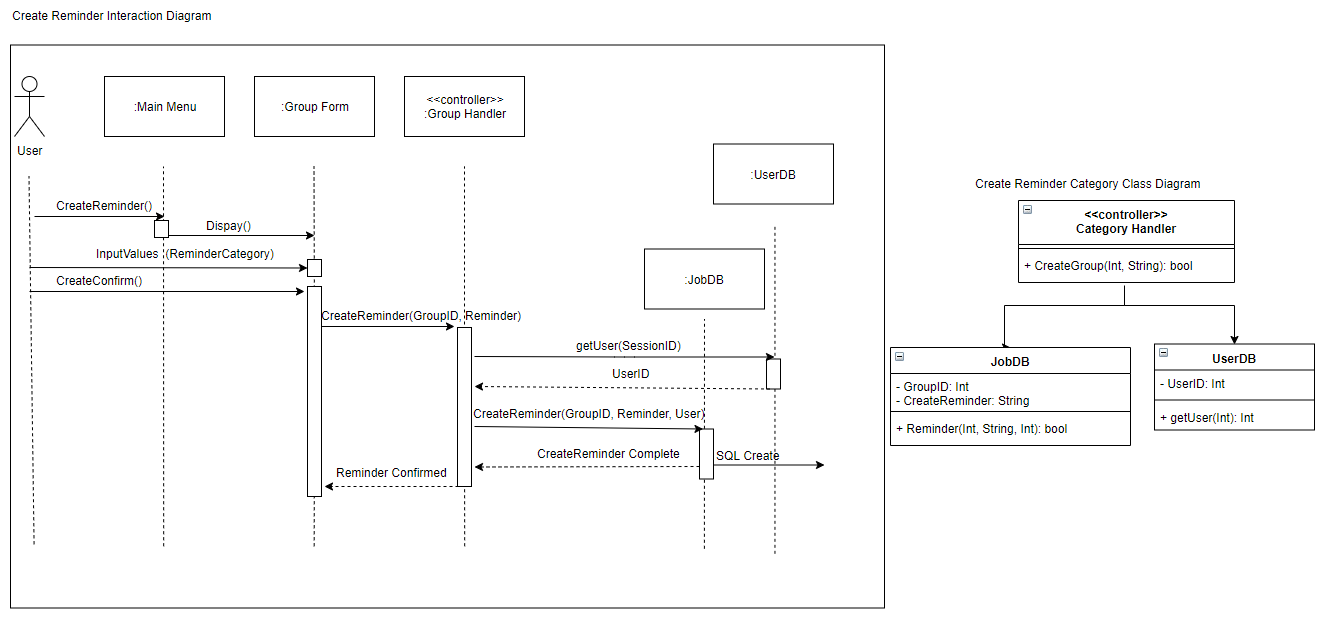 Create Reminder Interaction Diagram
:Main Menu
:Group Form
<<controller>>
:Group Handler
User
:UserDB
:JobDB
CreateReminder()
Dispay()
InputValues (ReminderCategory)
CreateConfirm()
CreateReminder(GroupID, Reminder)
getUser(SessionID)
UserID
CreateReminder(GroupID, Reminder, User)
CreateReminder Complete
SQL Create
Reminder Confirmed
Create Reminder Category Class Diagram
<<controller>>
Category Handler
+ CreateGroup(Int, String): bool
JobDB
- GroupID: Int
- CreateReminder: String
+ Reminder(Int, String, Int): bool
UserDB
- UserID: Int
+ getUser(Int): Int